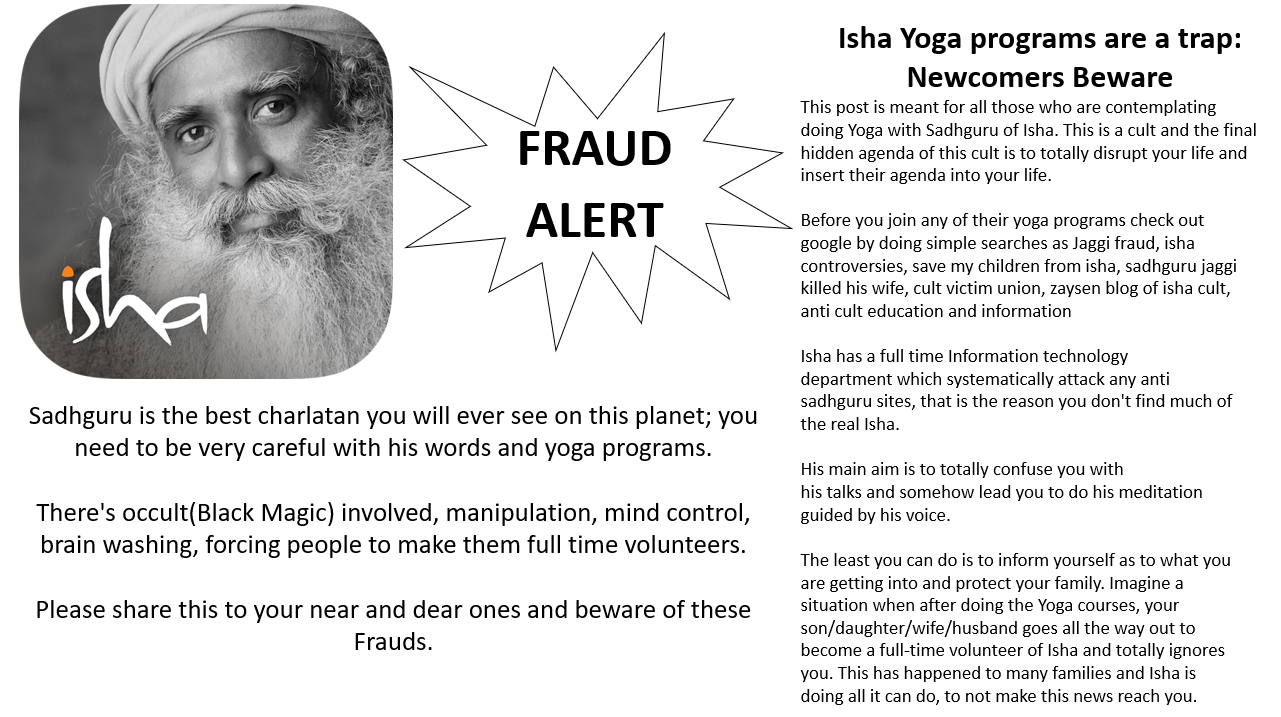 isha
FRAUD
ALERT
Sadhguru is the best charlatan you will ever see on this planet; you
need to be very careful with his words and yoga programs.
There's occult(Black Magic) involved, manipulation, mind control,
brain washing, forcing people to make them full time volunteers.
Please share this to your near and dear ones and beware of these
Frauds.
Isha Yoga programs are a trap:
Newcomers Beware
This post is meant for all those who are contemplating
doing Yoga with Sadhguru of Isha. This is a cult and the final
hidden agenda of this cult is to totally disrupt your life and
insert their agenda into your life.
Before you join any of their yoga programs check out
google by doing simple searches as Jaggi fraud, isha
controversies, save my children from isha, sadhguru jaggi
killed his wife, cult victim union, zaysen blog of isha cult,
anti cult education and information
Isha has a full time Information technology
department which systematically attack any anti
sadhguru sites, that is the reason you don't find much of
the real Isha.
His main aim is to totally confuse you with
his talks and somehow lead you to do his meditation
guided by his voice.
The least you can do is to inform yourself as to what you
are getting into and protect your family. Imagine a
situation when after doing the Yoga courses, your
son/daughter/wife/husband goes all the way out to
become a full-time volunteer of Isha and totally ignores
you. This has happened to many families and Isha is
doing all it can do, to not make this news reach you.